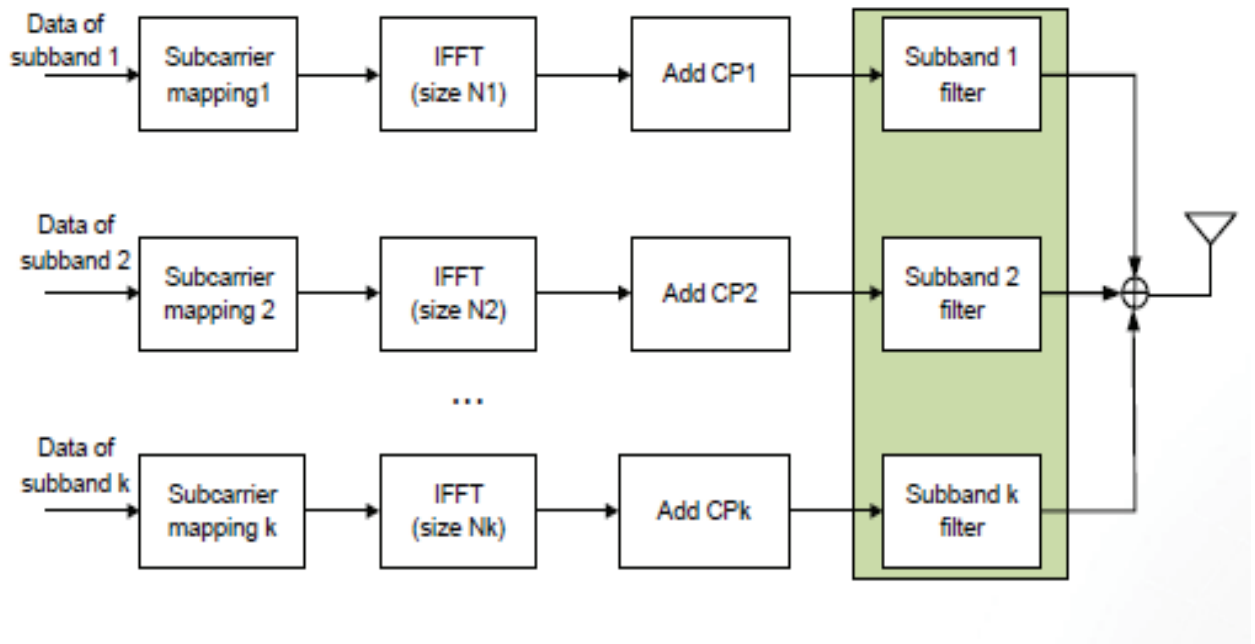 Data of
subband 1
Subcarrier
mapping1
IFFT
(size N1)
Add CP1
Subband 1
filter
Data of
subband 2
Subcarrier
mapping 2
IFFT
(size N2)
Add CP2
Subband 2
filter
...
Data of
subband k
Subcarrier
mapping k
IFFT
(size Nk)
Add CPk
Subband k
filter